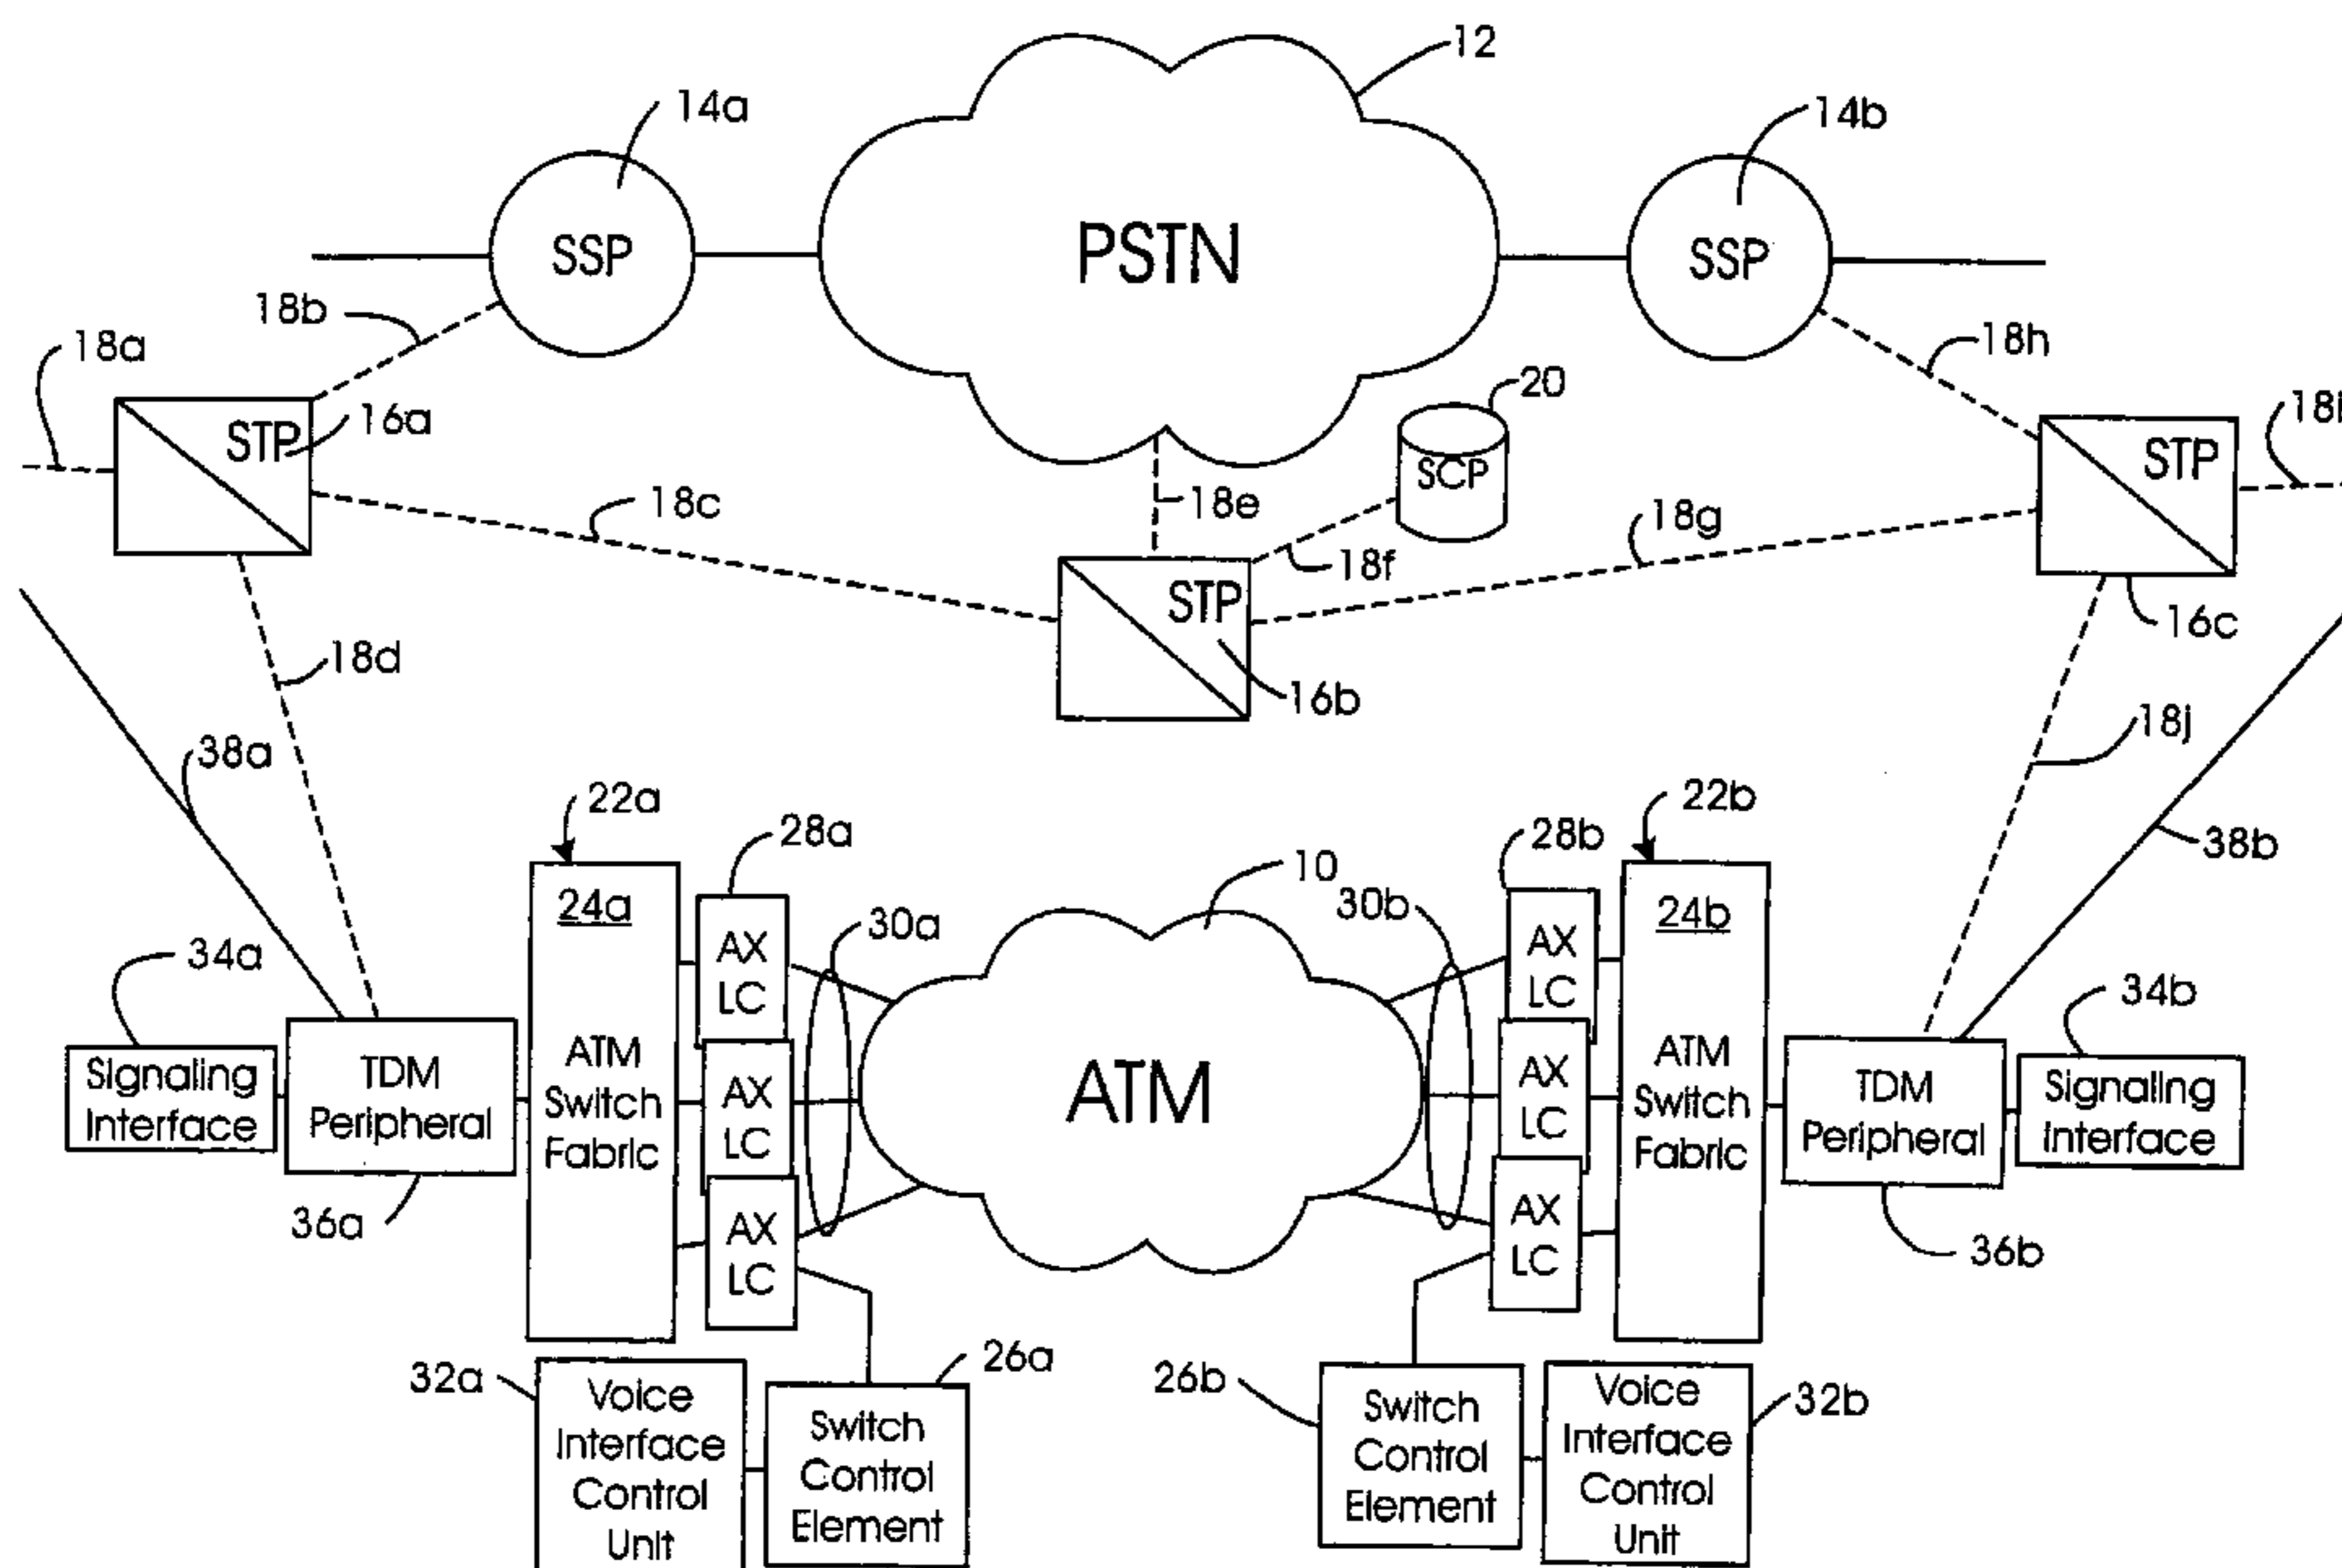 12
14a
14b
SSP
PSTN
SSP
18b
18a
18h
20
18i
STP
16a
STP
SCP
18c
18e
18g
18f
STP
16c
18d
16b
18j
38a
22a
22b
28a
28b
38b
10
24a
30a
30b
24b
34a
AX
LC
AX
LC
34b
Signaling
Interface
TDM
Peripheral
ATM
Switch
Fabric
AX
LC
ATM
AX
LC
ATM
Switch
Fabric
TDM
Peripheral
Signaling
Interface
36a
AX
LC
AX
LC
36b
32a
26a
26b
32b
Voice
Interface
Control
Unit
Switch
Control
Element
Switch
Control
Element
Voice
Interface
Control
Unit